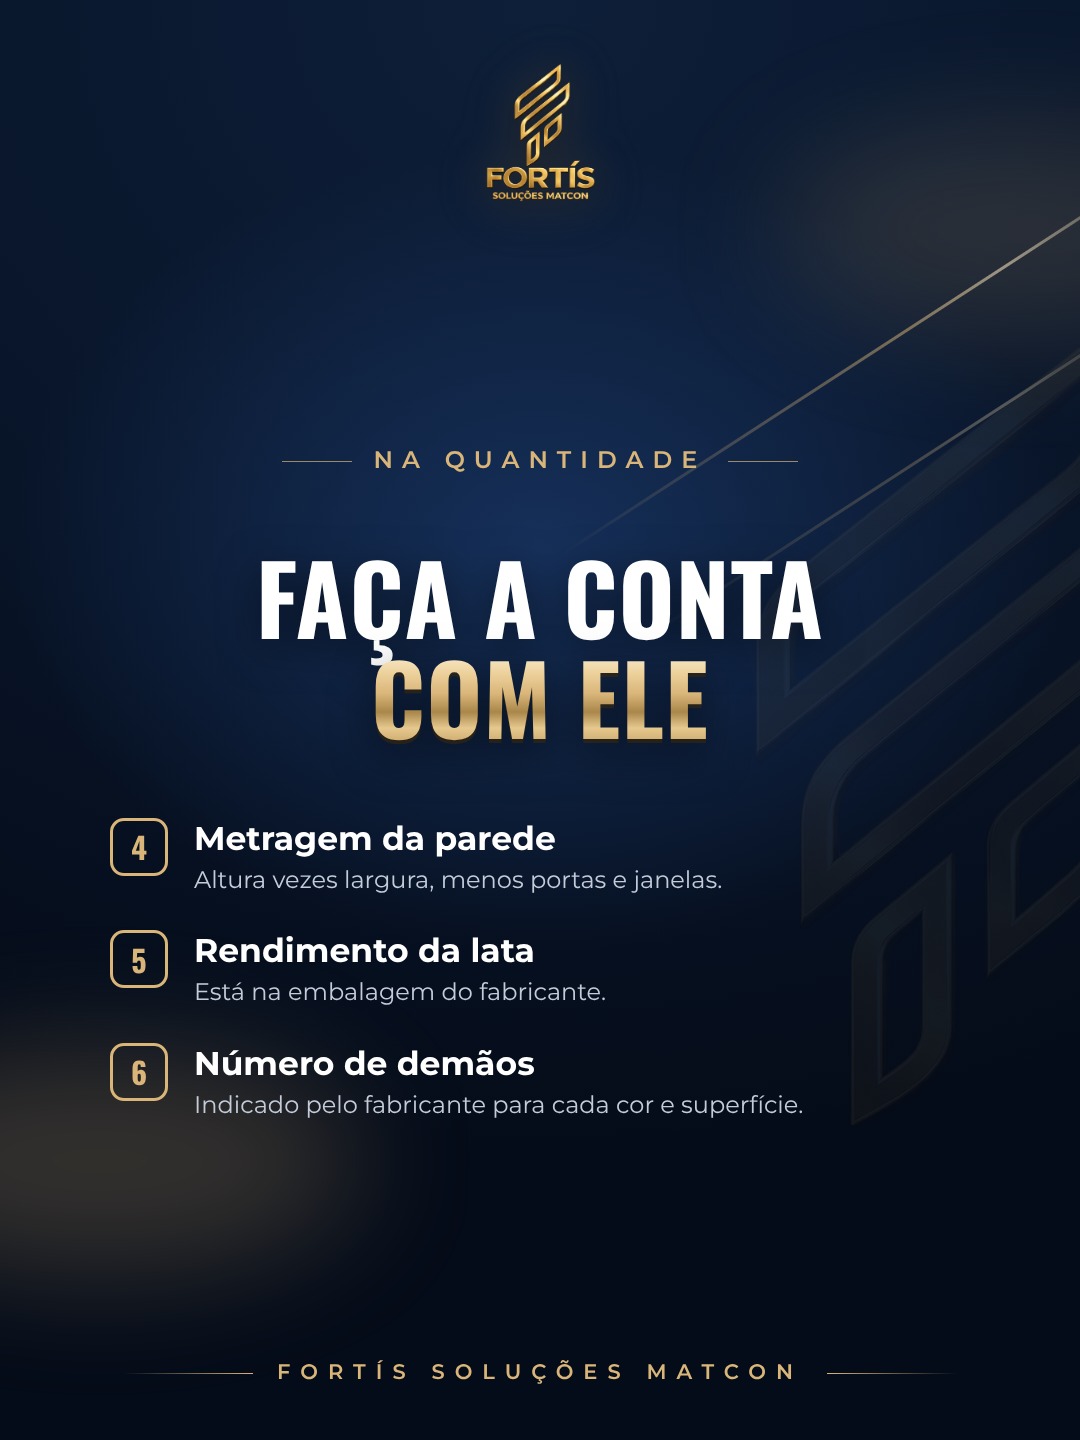 FORTÍS
SOLUÇÕES MATCON
NA QUANTIDADE
FAÇA A CONTA
COM ELE
4
Metragem da parede
Altura vezes largura, menos portas e janelas.
5
Rendimento da lata
Está na embalagem do fabricante.
6
Número de demãos
Indicado pelo fabricante para cada cor e superfície.
FORTÍS SOLUÇÕES MATCON